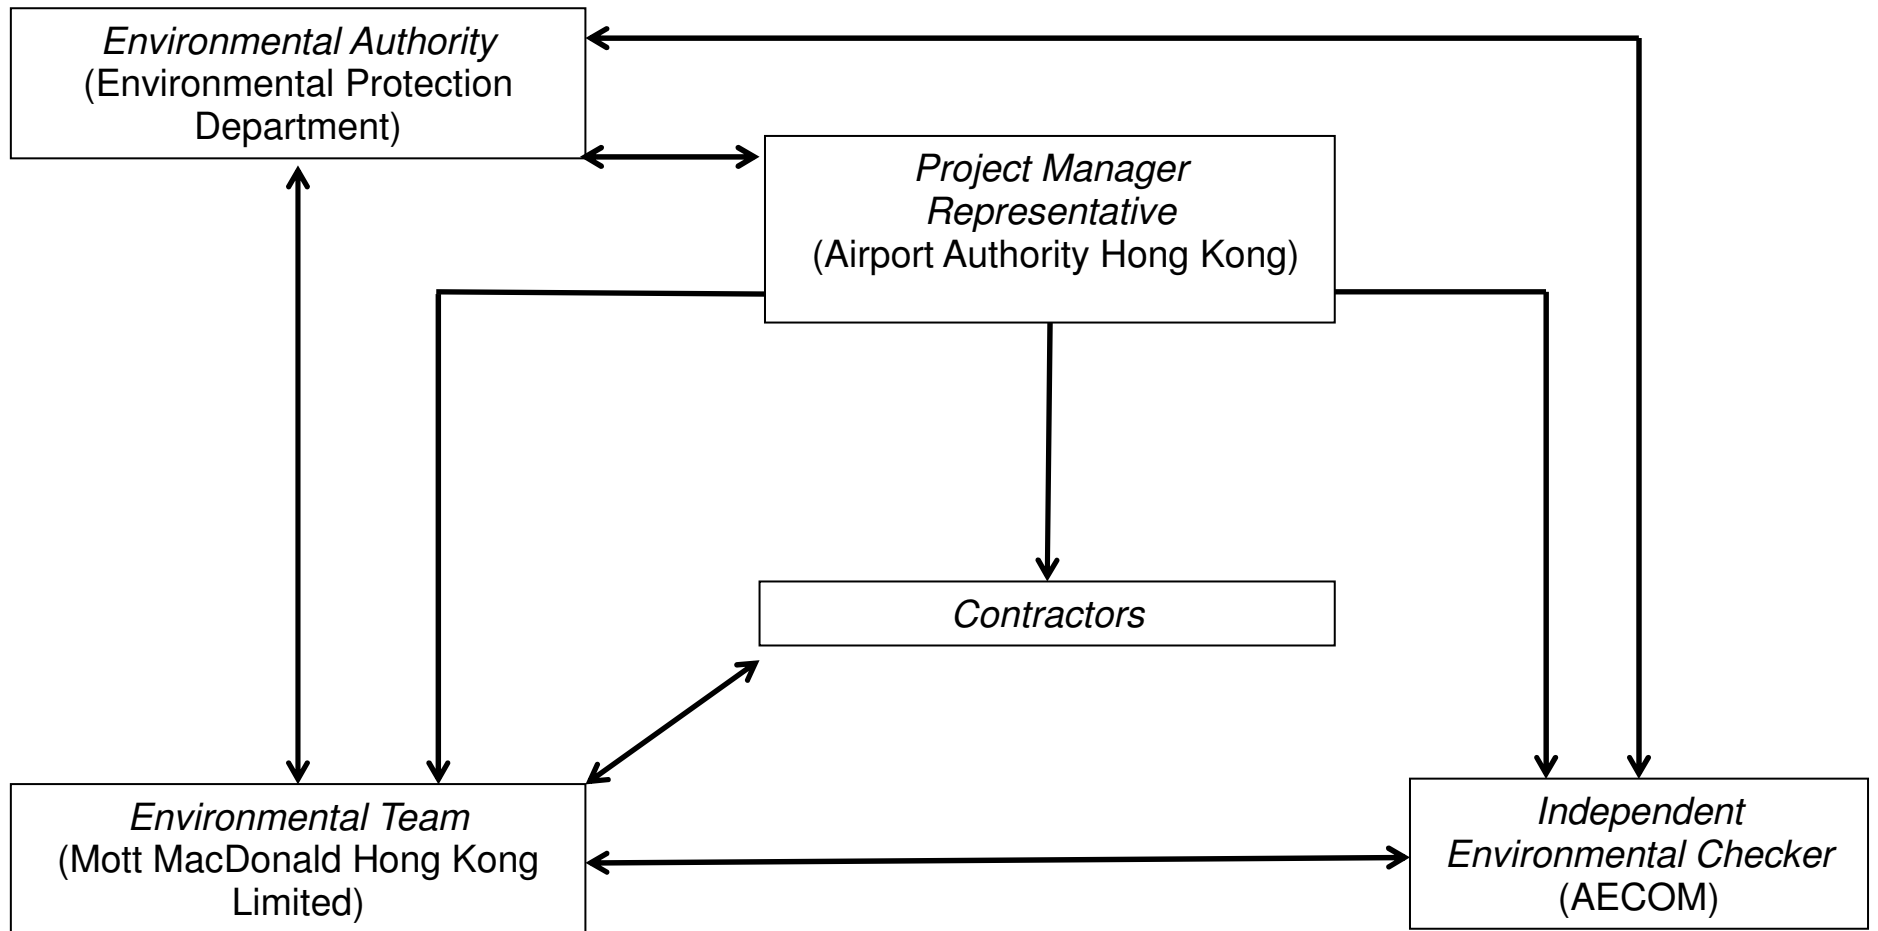 Environmental Authority
(Environmental Protection
Department)
Project Manager
Representative
(Airport Authority Hong Kong)
Contractors
Environmental Team
(Mott MacDonald Hong Kong
Limited)
Independent
Environmental Checker
(AECOM)